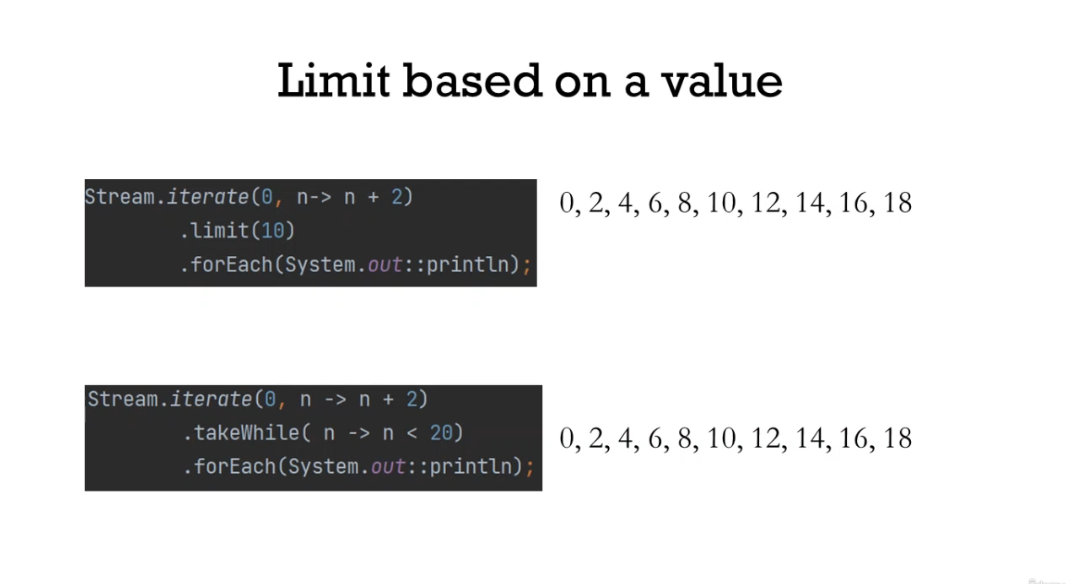 Limit based on a value
Stream.iterate(0, n-> n + 2)
.limit(10)
.forEach(System.out::println);
0, 2, 4, 6, 8, 10, 12, 14, 16, 18
Stream.iterate(0, n -> n + 2)
.takeWhile( n -> n < 20)
.forEach(System.out::println);
0, 2, 4, 6, 8, 10, 12, 14, 16, 18